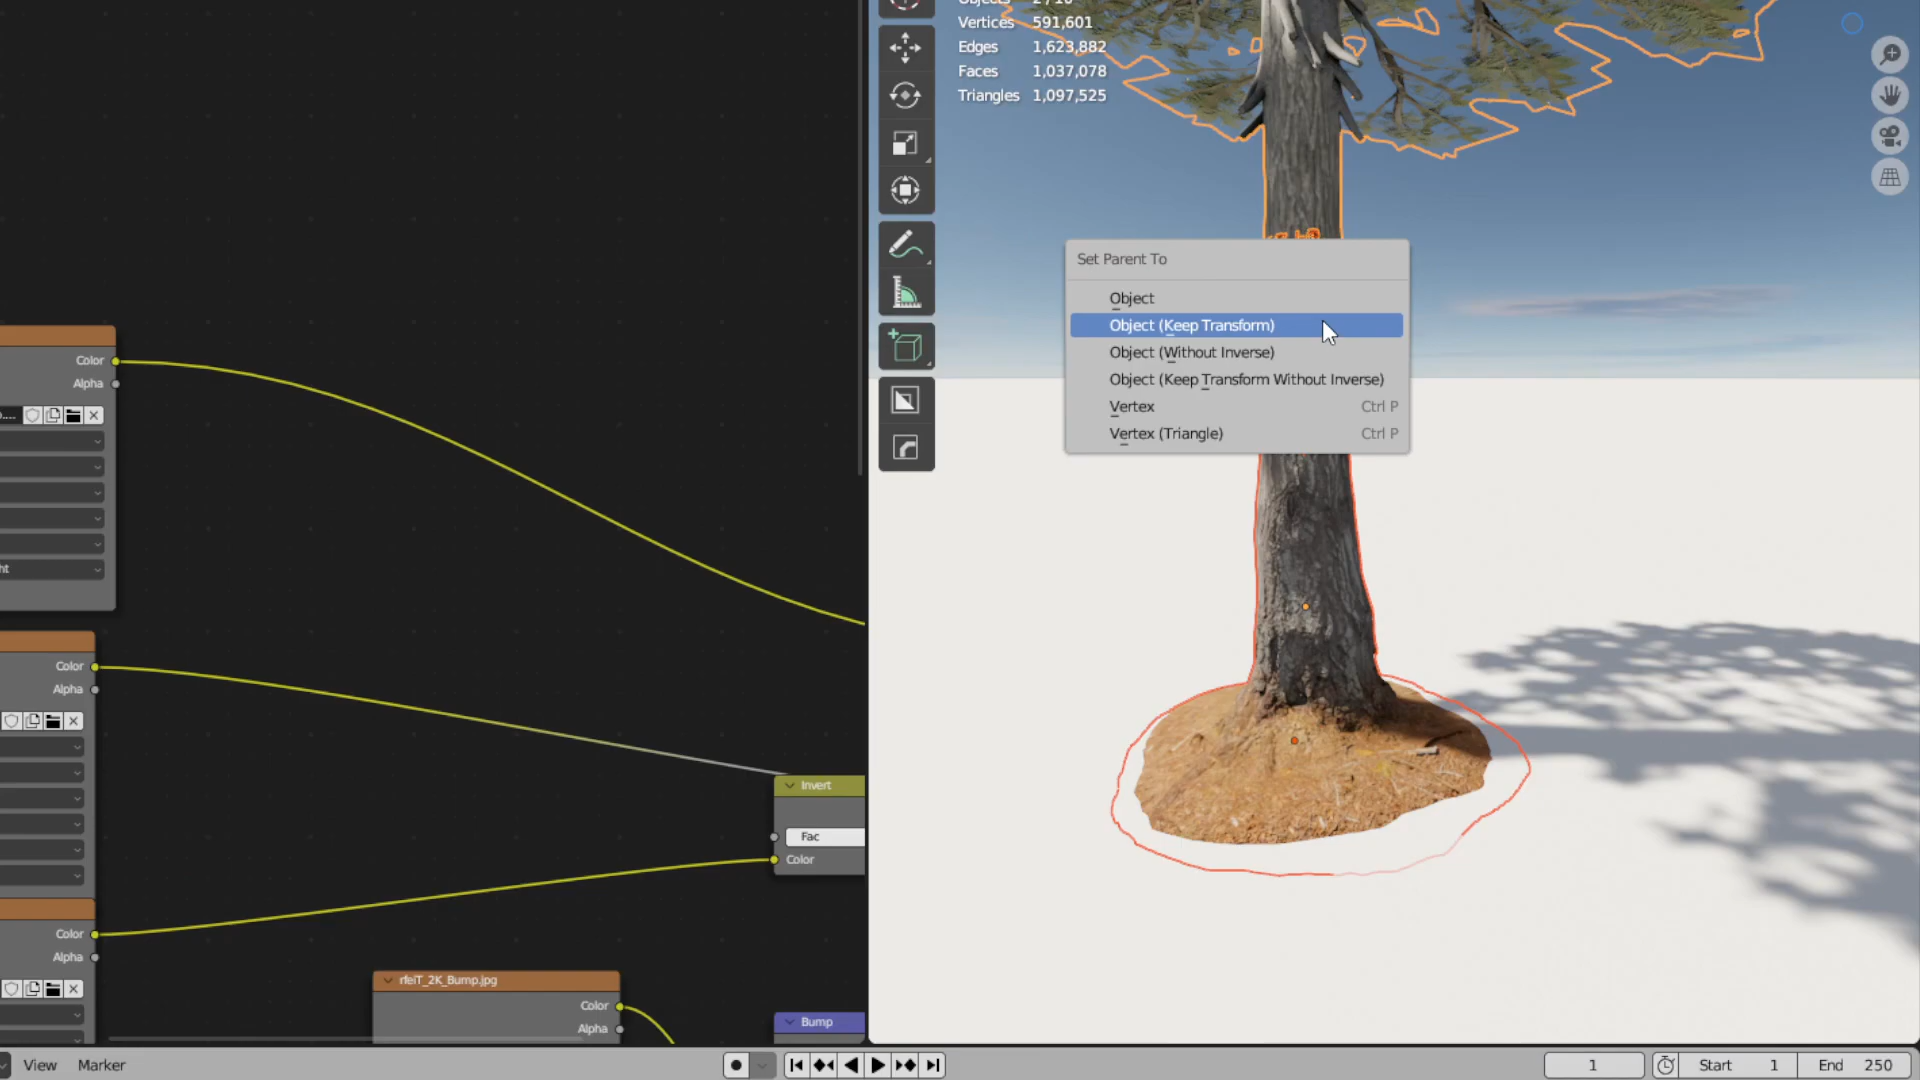 Vertices 591,601
Edges 1,623,882
Faces 1,037,078
Triangles 1,097,525
Set Parent To
Object
Object (Keep Transform)
Object (Without Inverse)
Object (Keep Transform Without Inverse)
Vertex Ctrl P
Vertex (Triangle) Ctrl P
Color
Alpha
Color
Alpha
Invert
Fac
Color
Color
Alpha
rfeiT_2K_Bump.jpg
Color
Alpha
Bump
View Marker
1
Start 1
End 250